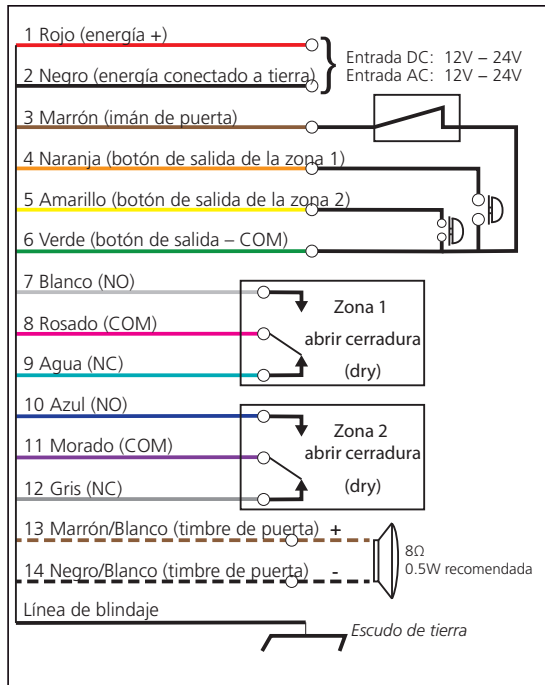 1 Rojo (energía +)
Entrada DC: 12V – 24V
2 Negro (energía conectado a tierra)
Entrada AC: 12V – 24V
3 Marrón (imán de puerta)
4 Naranja (botón de salida de la zona 1)
5 Amarillo (botón de salida de la zona 2)
6 Verde (botón de salida – COM)
7 Blanco (NO)
8 Rosado (COM)
9 Agua (NC)
Zona 1
abrir cerradura
(dry)
10 Azul (NO)
11 Morado (COM)
12 Gris (NC)
Zona 2
abrir cerradura
(dry)
13 Marrón/Blanco (timbre de puerta) +
14 Negro/Blanco (timbre de puerta) -
8Ω
0.5W recomendada
Línea de blindaje
Escudo de tierra